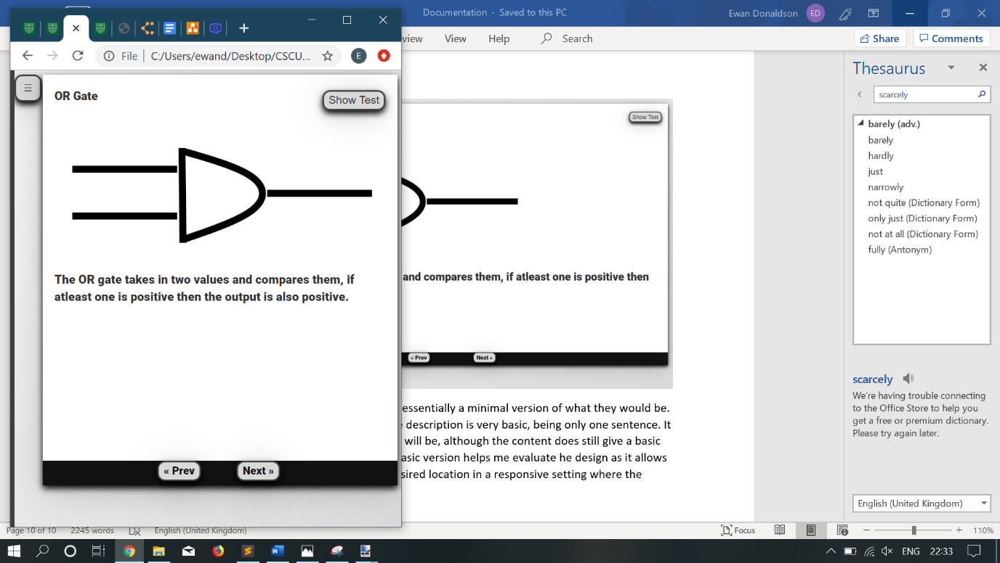 Documentation - Saved to this PC
Ewan Donaldson ED
view View Help Search
Share Comments
File C:/Users/ewand/Desktop/CSCU...
E
OR Gate
Show Test
The OR gate takes in two values and compares them, if
atleast one is positive then the output is also positive.
« Prev Next »
Show Test
and compares them, if atleast one is positive then
« Prev Next »
essentially a minimal version of what they would be.
description is very basic, being only one sentence. It
will be, although the content does still give a basic
asic version helps me evaluate he design as it allows
sired location in a responsive setting where the
Thesaurus
scarcely
barely (adv.)
barely
hardly
just
narrowly
not quite (Dictionary Form)
only just (Dictionary Form)
not at all (Dictionary Form)
fully (Antonym)
scarcely
We're having trouble connecting
to the Office Store to help you
get a free or premium dictionary.
Please try again later.
English (United Kingdom)
Page 10 of 10 2245 words English (United Kingdom)
Focus
110%
ENG 22:33